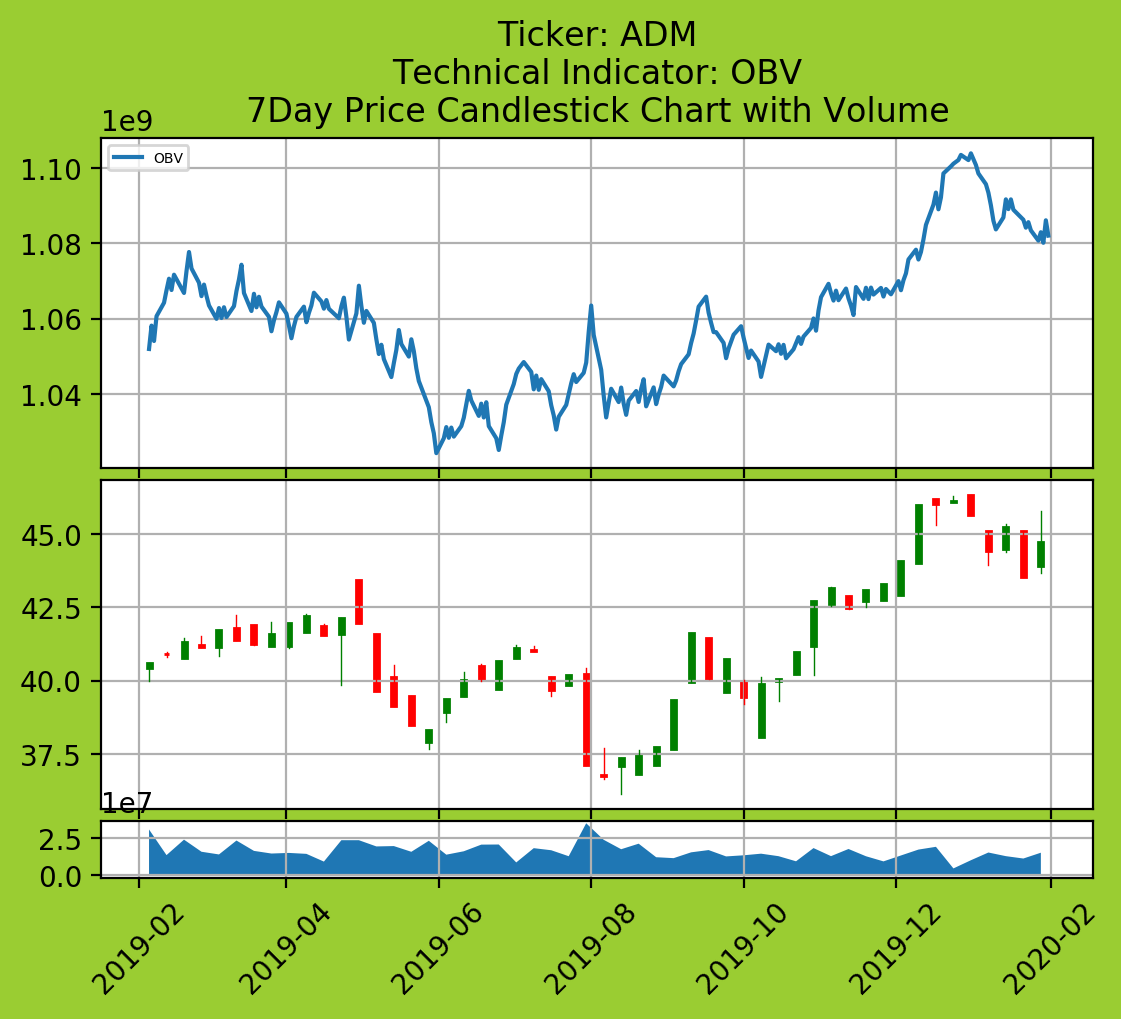 Ticker: ADM
Technical Indicator: OBV
7Day Price Candlestick Chart with Volume
1e9
OBV
1.10
1.08
1.06
1.04
45.0
42.5
40.0
37.5
1e7
2.5
0.0
2019-02
2019-04
2019-06
2019-08
2019-10
2019-12
2020-02